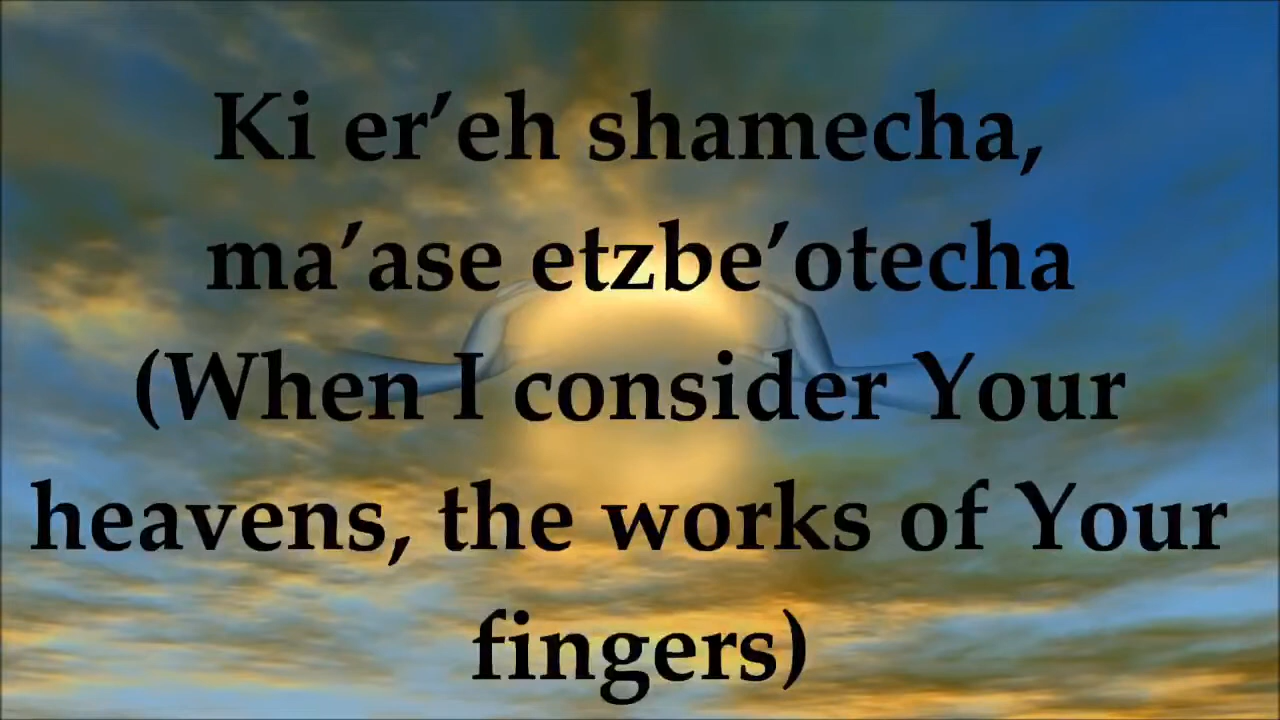 Ki er’eh shamecha,
ma’ase etzbe’otecha
(When I consider Your
heavens, the works of Your
fingers)